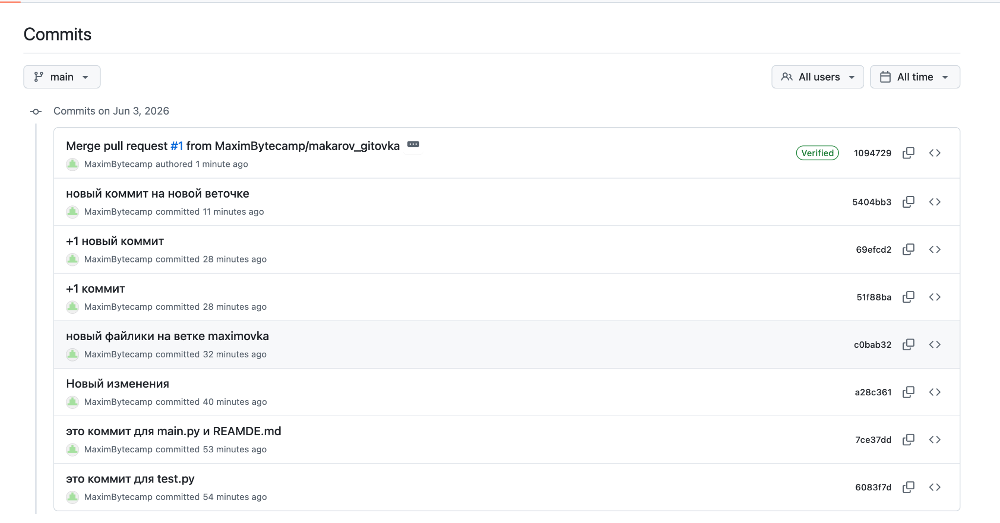 Commits
main
All users
All time
Commits on Jun 3, 2026
Merge pull request #1 from MaximBytecamp/makarov_gitovka
Verified
1094729
MaximBytecamp authored 1 minute ago
новый коммит на новой веточке
5404bb3
MaximBytecamp committed 11 minutes ago
+1 новый коммит
69efcd2
MaximBytecamp committed 28 minutes ago
+1 коммит
51f88ba
MaximBytecamp committed 28 minutes ago
новый файлики на ветке maximovka
c0bab32
MaximBytecamp committed 32 minutes ago
Новый изменения
a28c361
MaximBytecamp committed 40 minutes ago
это коммит для main.py и REAMDE.md
7ce37dd
MaximBytecamp committed 53 minutes ago
это коммит для test.py
6083f7d
MaximBytecamp committed 54 minutes ago